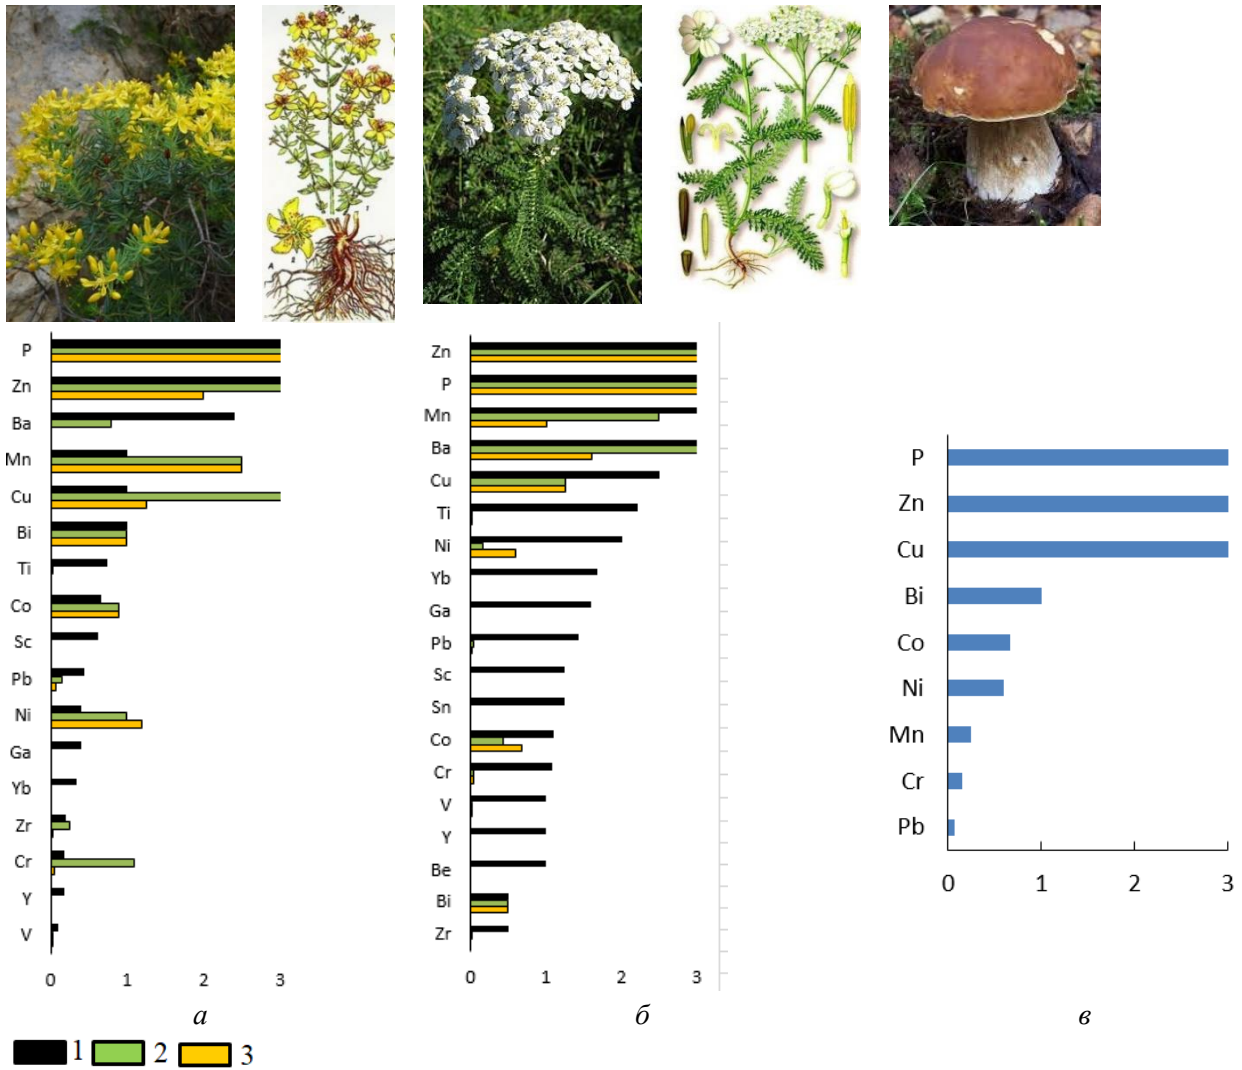 P
Zn
Ba
Mn
Cu
Bi
Ti
Co
Sc
Pb
Ni
Ga
Yb
Zr
Cr
Y
V
0 1 2 3
а
Zn
P
Mn
Ba
Cu
Ti
Ni
Yb
Ga
Pb
Sc
Sn
Co
Cr
V
Y
Be
Bi
Zr
0 1 2 3
б
P
Zn
Cu
Bi
Co
Ni
Mn
Cr
Pb
0 1 2 3
в
1 2 3